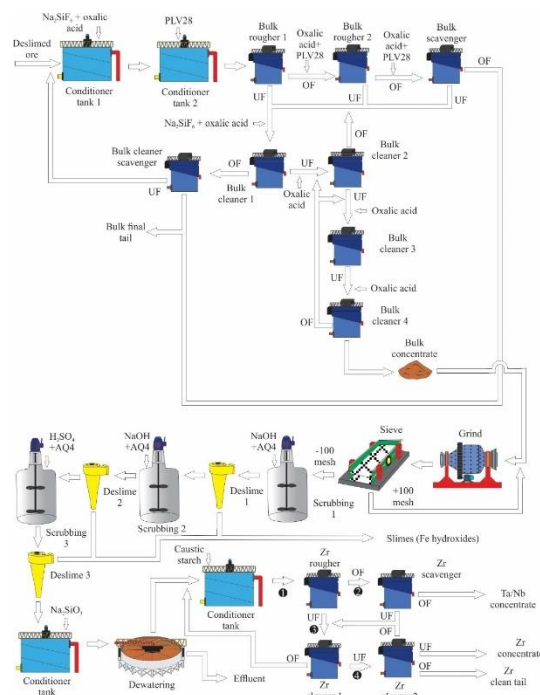 Na₂SiF₆ + oxalic
acid
PLV28
Deslimed
ore
Conditioner
tank 1
Conditioner
tank 2
Bulk
rougher 1
Oxalic
acid+
PLV28
OF
Bulk
rougher 2
Oxalic
acid+
PLV28
OF
Bulk
scavenger
OF
UF
UF
UF
Na₂SiF₆ + oxalic acid
OF
Bulk cleaner
scavenger
OF
UF
Bulk
cleaner 2
UF
Bulk
cleaner 1
Oxalic
acid
UF
Oxalic acid
Bulk final
tail
Bulk
cleaner 3
UF
Oxalic acid
OF
Bulk
cleaner 4
Bulk
concentrate
H₂SO₄
+AQ4
NaOH
+AQ4
NaOH
+AQ4
Sieve
Grind
-100
mesh
+100
mesh
Deslime
2
Deslime
1
Scrubbing
3
Scrubbing 2
Scrubbing
1
Slimes (Fe hydroxides)
Deslime 3
Caustic
starch
Conditioner
tank
❶
Zr
rougher
OF
❷
Zr
scavenger
OF
Ta/Nb
concentrate
UF
❸
UF
Na₂SiO₃
Conditioner
tank
Dewatering
Effluent
OF
UF
❹
UF
OF
Zr
concentrate
Zr
clean tail